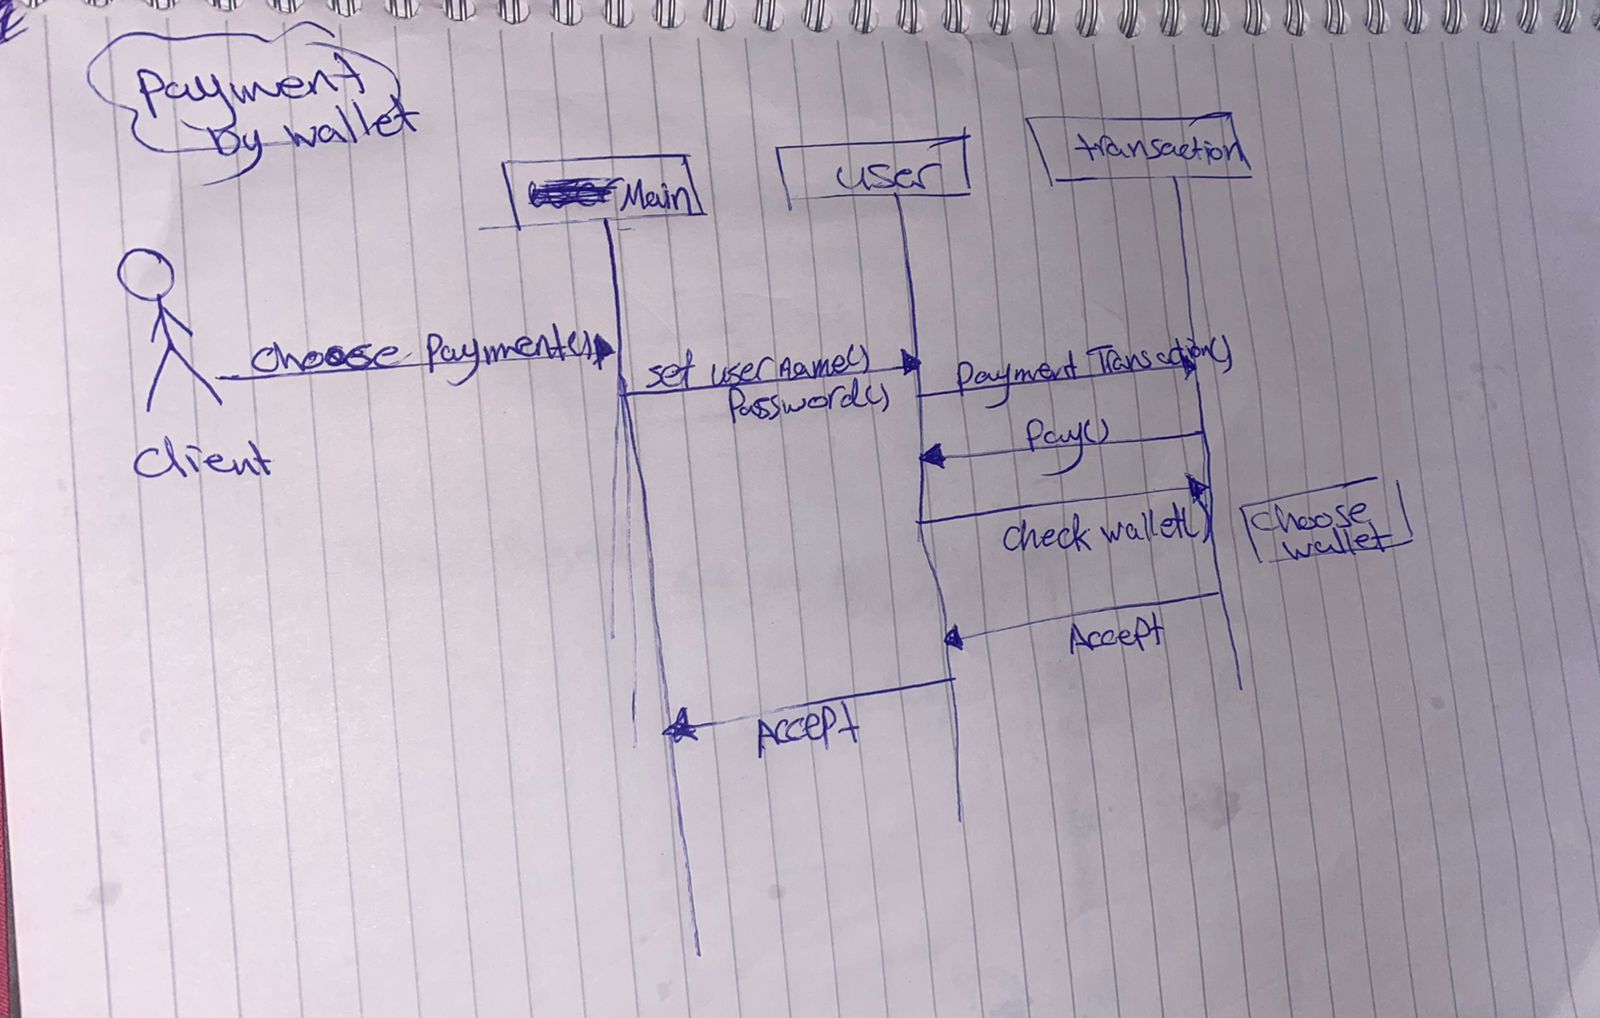 Payment
by wallet
Main
user
transaction
choose Payment()
set username()
Password()
Payment Transaction()
Pay()
check wallet()
choose
wallet
Accept
Accept
client